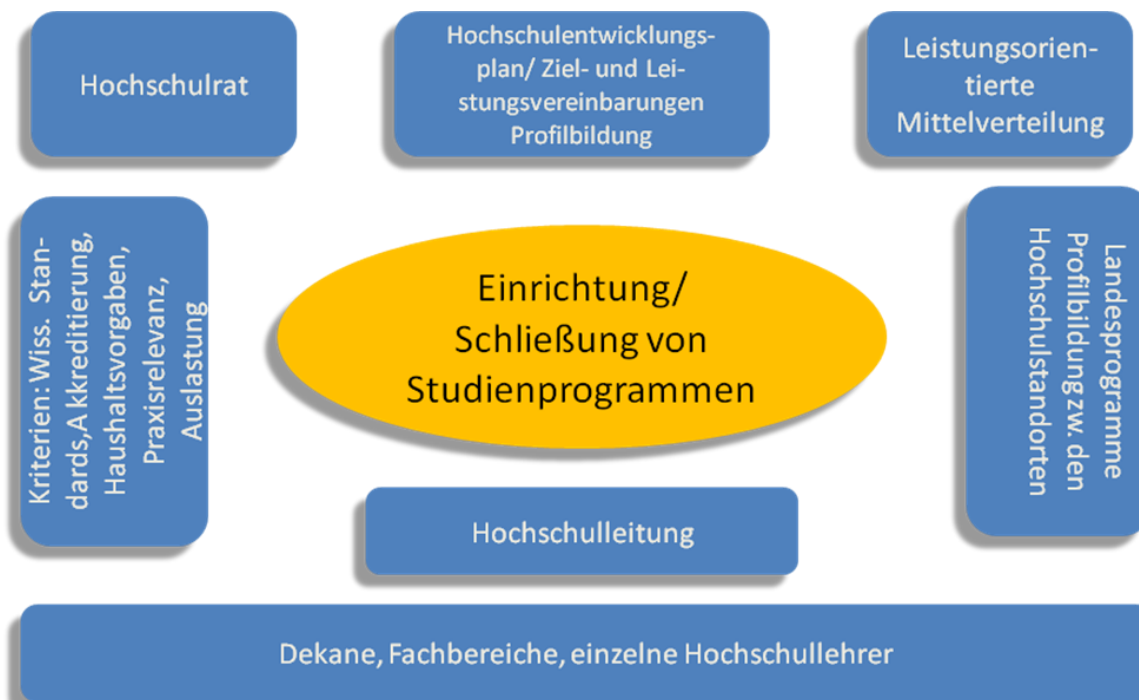 Hochschulrat
Hochschulentwicklungs-
plan/ Ziel- und Lei-
stungsvereinbarungen
Profilbildung
Leistungsorien-
tierte
Mittelverteilung
Kriterien: Wiss. Stan-
dards,A kkreditierung,
Haushaltsvorgaben,
Praxisrelevanz,
Auslastung
Einrichtung/
Schließung von
Studienprogrammen
Landesprogramme
Profilbildung zw. den
Hochschulstandorten
Hochschulleitung
Dekane, Fachbereiche, einzelne Hochschullehrer